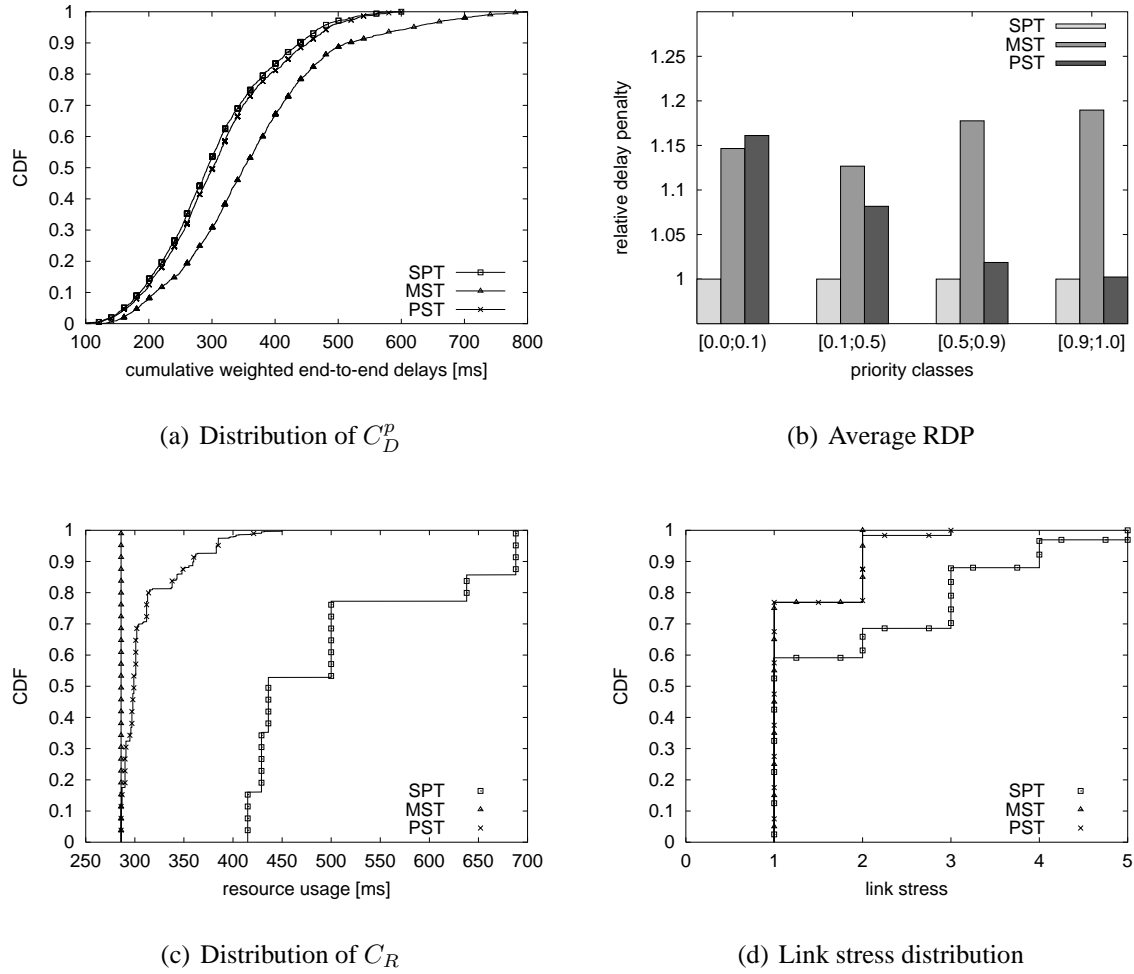 1
0.9
0.8
0.7
0.6
0.5
0.4
0.3
0.2
0.1
0
CDF
100 200 300 400 500 600 700 800
cumulative weighted end-to-end delays [ms]
SPT
MST
PST
(a) Distribution of C_D^p
1.25
1.2
1.15
1.1
1.05
1
relative delay penalty
[0.0;0.1) [0.1;0.5) [0.5;0.9) [0.9;1.0]
priority classes
SPT
MST
PST
(b) Average RDP
1
0.9
0.8
0.7
0.6
0.5
0.4
0.3
0.2
0.1
0
CDF
250 300 350 400 450 500 550 600 650 700
resource usage [ms]
SPT
MST
PST
(c) Distribution of C_R
1
0.9
0.8
0.7
0.6
0.5
0.4
0.3
0.2
0.1
0
CDF
0 1 2 3 4 5
link stress
SPT
MST
PST
(d) Link stress distribution